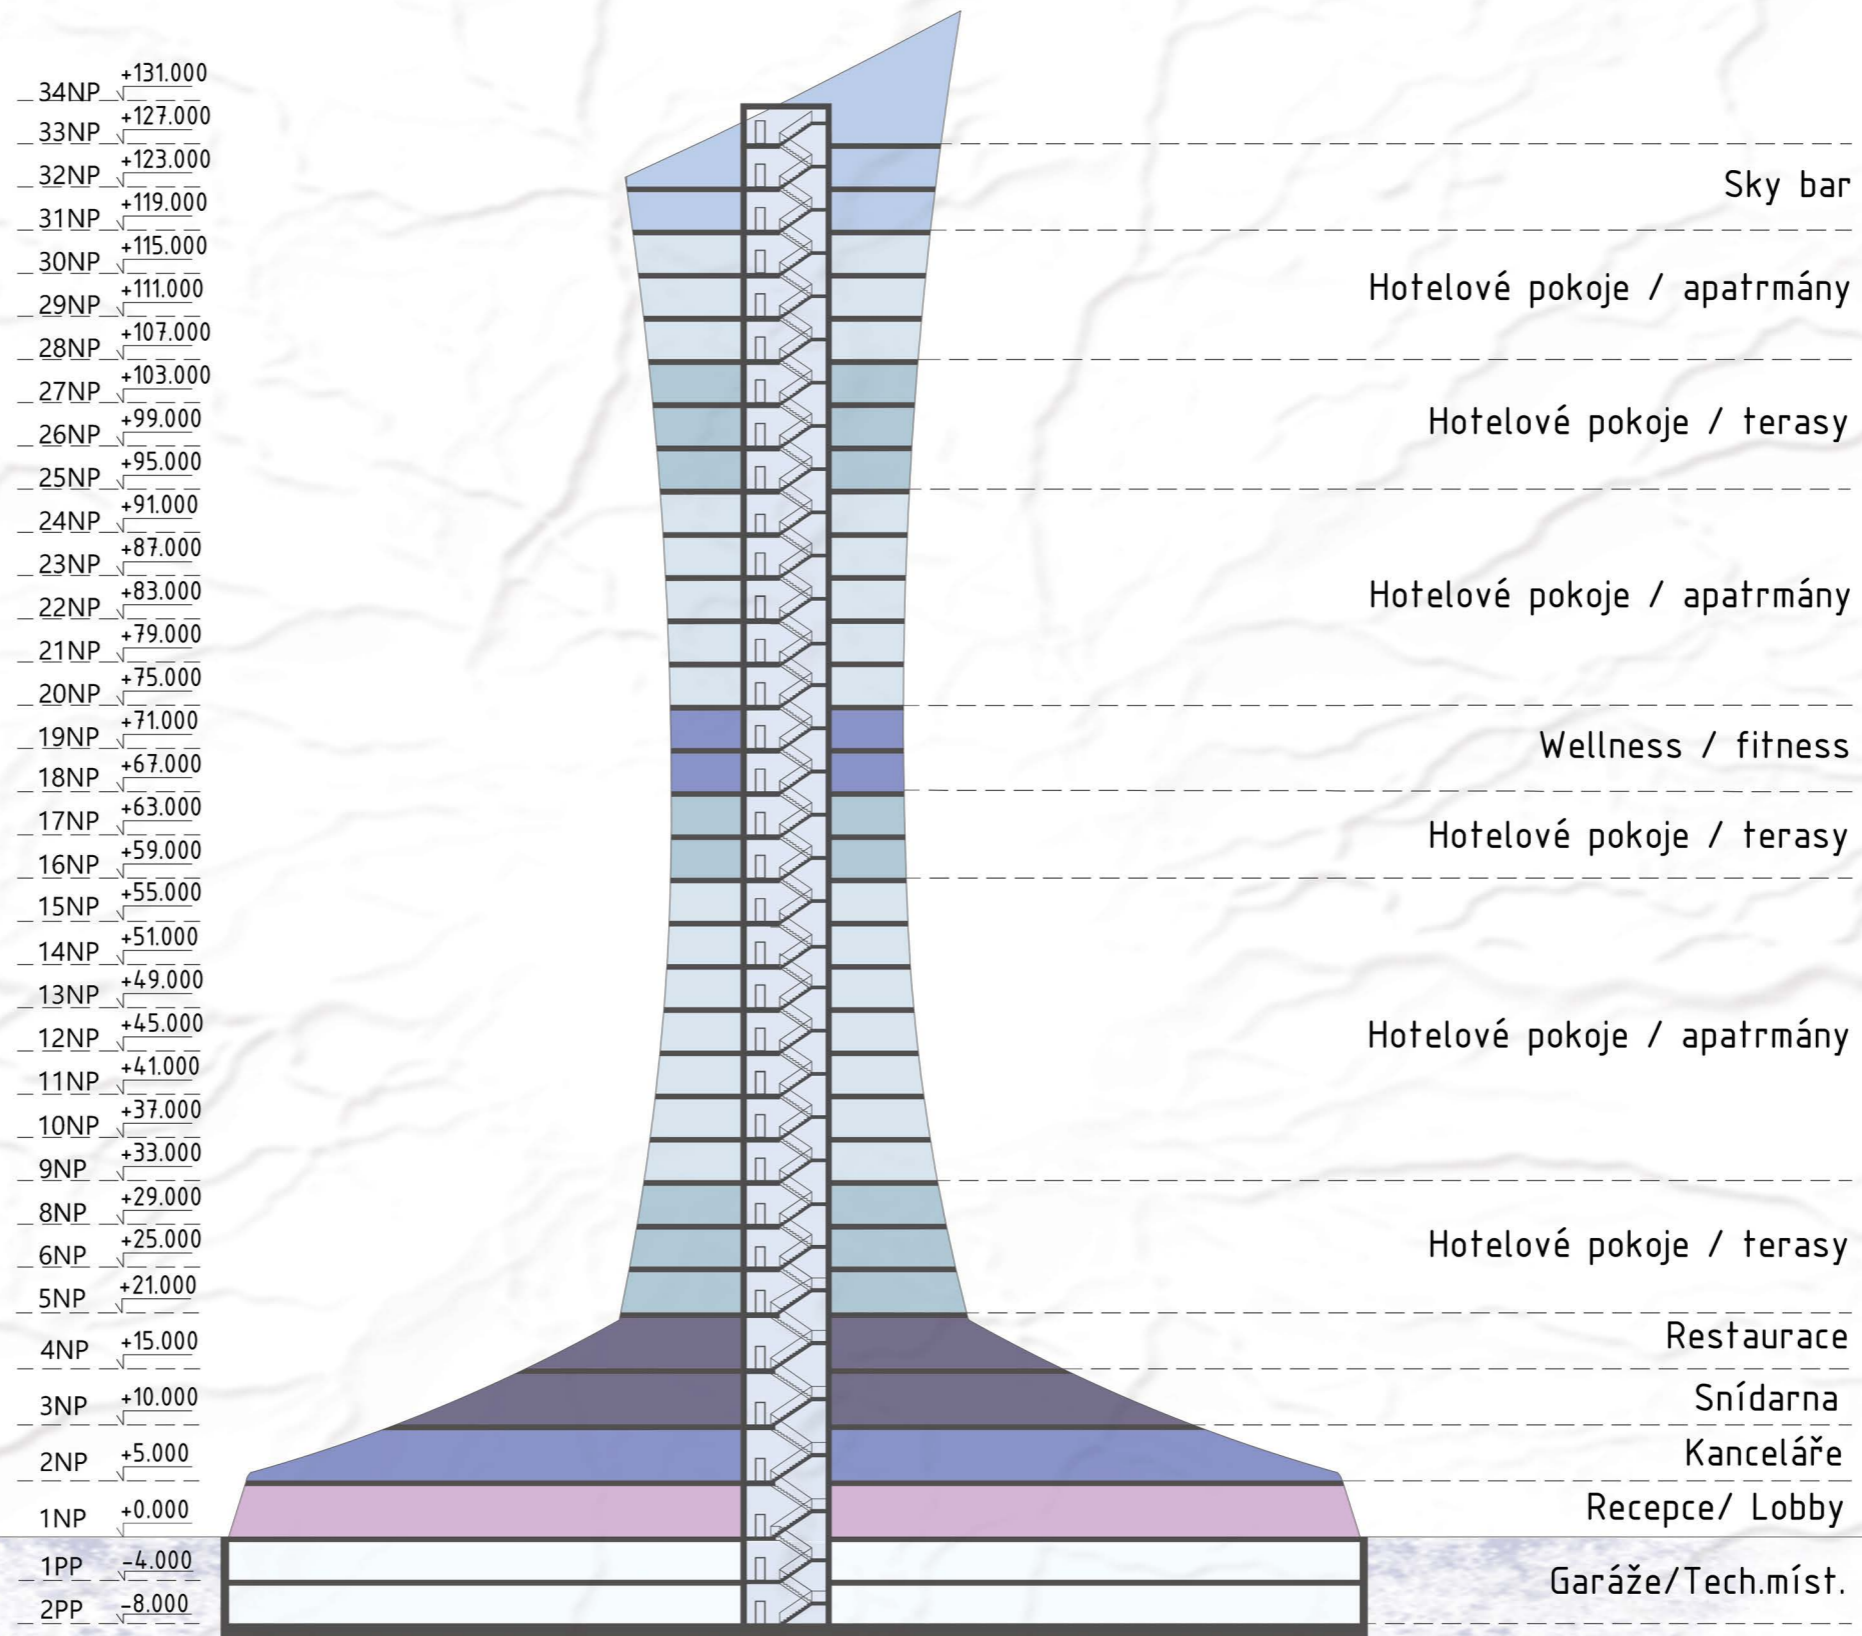 34NP +131.000
33NP +127.000
32NP +123.000
Sky bar
31NP +119.000
30NP +115.000
Hotelové pokoje / apatrmány
29NP +111.000
28NP +107.000
27NP +103.000
26NP +99.000
Hotelové pokoje / terasy
25NP +95.000
24NP +91.000
23NP +87.000
22NP +83.000
Hotelové pokoje / apatrmány
21NP +79.000
20NP +75.000
19NP +71.000
Wellness / fitness
18NP +67.000
17NP +63.000
Hotelové pokoje / terasy
16NP +59.000
15NP +55.000
14NP +51.000
13NP +49.000
12NP +45.000
Hotelové pokoje / apatrmány
11NP +41.000
10NP +37.000
9NP +33.000
8NP +29.000
6NP +25.000
Hotelové pokoje / terasy
5NP +21.000
4NP +15.000
Restaurace
3NP +10.000
Snídarna
2NP +5.000
Kanceláře
1NP +0.000
Recepce/ Lobby
1PP -4.000
Garáže/Tech.míst.
2PP -8.000